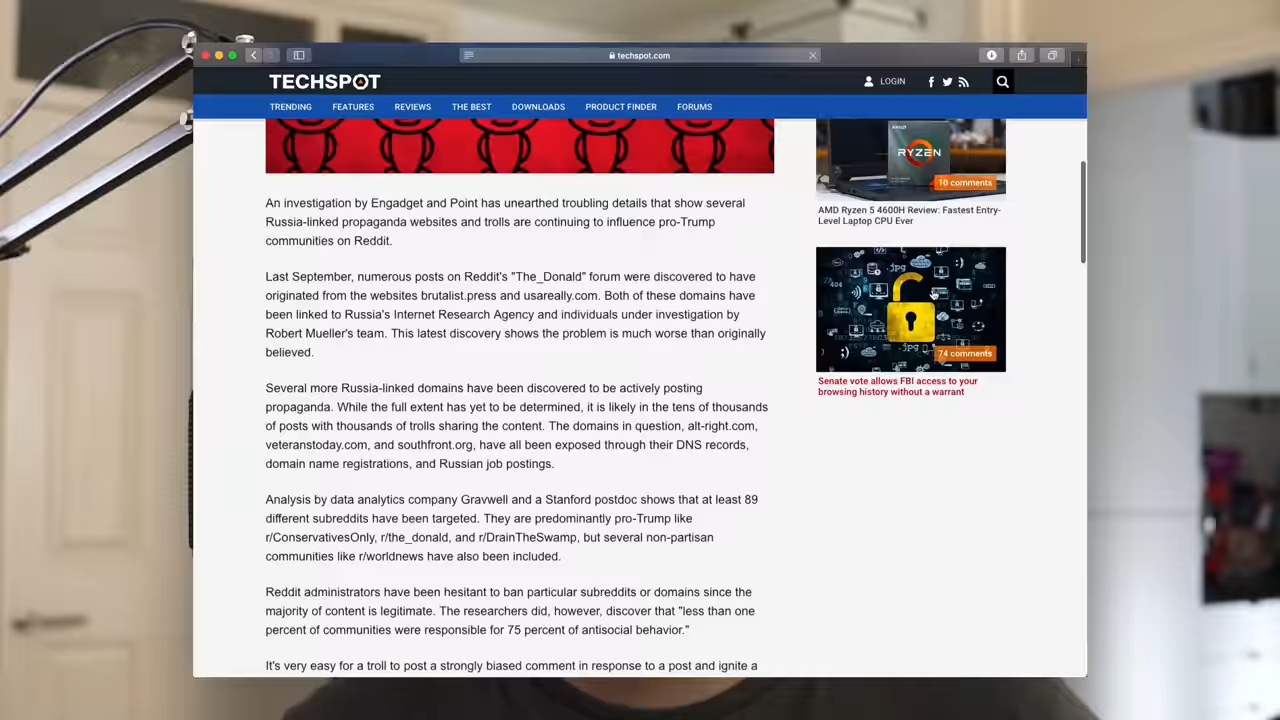 techspot.com
TECHSPOT
LOGIN
TRENDING
FEATURES
REVIEWS
THE BEST
DOWNLOADS
PRODUCT FINDER
FORUMS
An investigation by Engadget and Point has unearthed troubling details that show several
Russia-linked propaganda websites and trolls are continuing to influence pro-Trump
communities on Reddit.
Last September, numerous posts on Reddit's "The_Donald" forum were discovered to have
originated from the websites brutalist.press and usareally.com. Both of these domains have
been linked to Russia's Internet Research Agency and individuals under investigation by
Robert Mueller's team. This latest discovery shows the problem is much worse than originally
believed.
Several more Russia-linked domains have been discovered to be actively posting
propaganda. While the full extent has yet to be determined, it is likely in the tens of thousands
of posts with thousands of trolls sharing the content. The domains in question, alt-right.com,
veteranstoday.com, and southfront.org, have all been exposed through their DNS records,
domain name registrations, and Russian job postings.
Analysis by data analytics company Gravwell and a Stanford postdoc shows that at least 89
different subreddits have been targeted. They are predominantly pro-Trump like
r/ConservativesOnly, r/the_donald, and r/DrainTheSwamp, but several non-partisan
communities like r/worldnews have also been included.
Reddit administrators have been hesitant to ban particular subreddits or domains since the
majority of content is legitimate. The researchers did, however, discover that "less than one
percent of communities were responsible for 75 percent of antisocial behavior."
It's very easy for a troll to post a strongly biased comment in response to a post and ignite a
AMD
RYZEN
10 comments
AMD Ryzen 5 4600H Review: Fastest Entry-
Level Laptop CPU Ever
.jpg
404
.jpg
74 comments
Senate vote allows FBI access to your
browsing history without a warrant